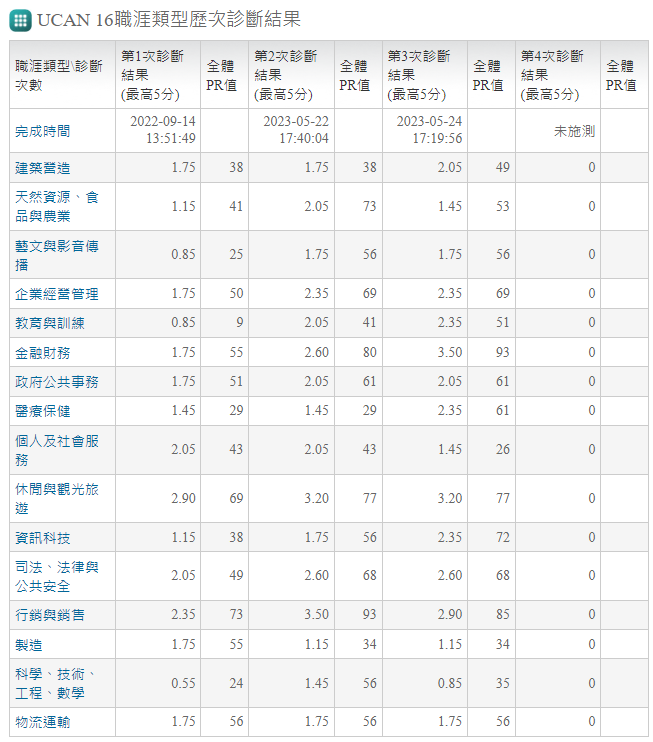 UCAN 16職涯類型歷次診斷結果
職涯類型\診斷次數 第1次診斷結果(最高5分) 全體PR值 第2次診斷結果(最高5分) 全體PR值 第3次診斷結果(最高5分) 全體PR值 第4次診斷結果(最高5分) 全體PR值
完成時間 2022-09-14 13:51:49 2023-05-22 17:40:04 2023-05-24 17:19:56 未施測
建築營造 1.75 38 1.75 38 2.05 49 0
天然資源、食品與農業 1.15 41 2.05 73 1.45 53 0
藝文與影音傳播 0.85 25 1.75 56 1.75 56 0
企業經營管理 1.75 50 2.35 69 2.35 69 0
教育與訓練 0.85 9 2.05 41 2.35 51 0
金融財務 1.75 55 2.60 80 3.50 93 0
政府公共事務 1.75 51 2.05 61 2.05 61 0
醫療保健 1.45 29 1.45 29 2.35 61 0
個人及社會服務 2.05 43 2.05 43 1.45 26 0
休閒與觀光旅遊 2.90 69 3.20 77 3.20 77 0
資訊科技 1.15 38 1.75 56 2.35 72 0
司法、法律與公共安全 2.05 49 2.60 68 2.60 68 0
行銷與銷售 2.35 73 3.50 93 2.90 85 0
製造 1.75 55 1.15 34 1.15 34 0
科學、技術、工程、數學 0.55 24 1.45 56 0.85 35 0
物流運輸 1.75 56 1.75 56 1.75 56 0